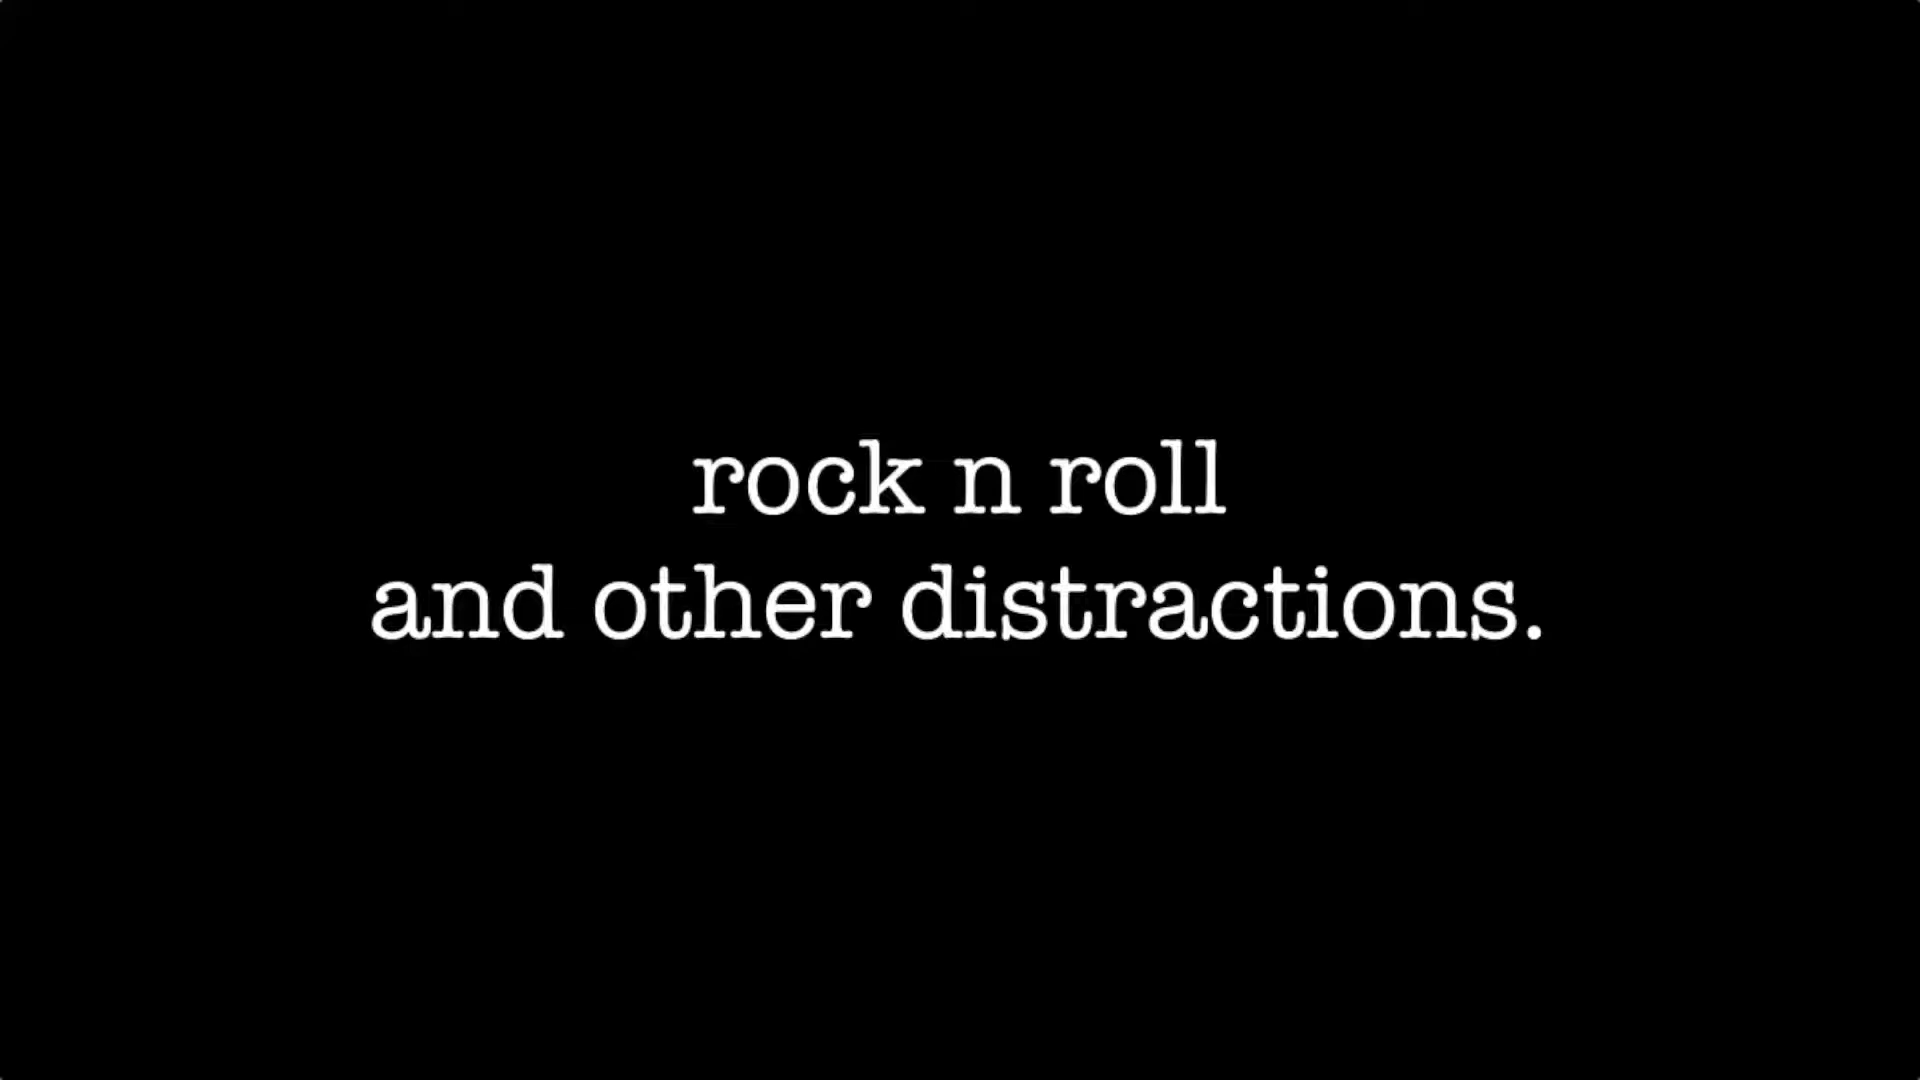 rock n roll
and other distractions.